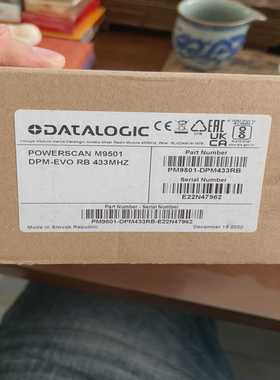 DATALOGIC
POWERSCAN M9501
DPM-EVO RB 433MHZ
Part Number
PM9501-DPM433RB
Serial Number
E22N47962
Part Number - Serial Number
PM9501-DPM433RB-E22N47962
Made in Slovak Republic
December 19 2022